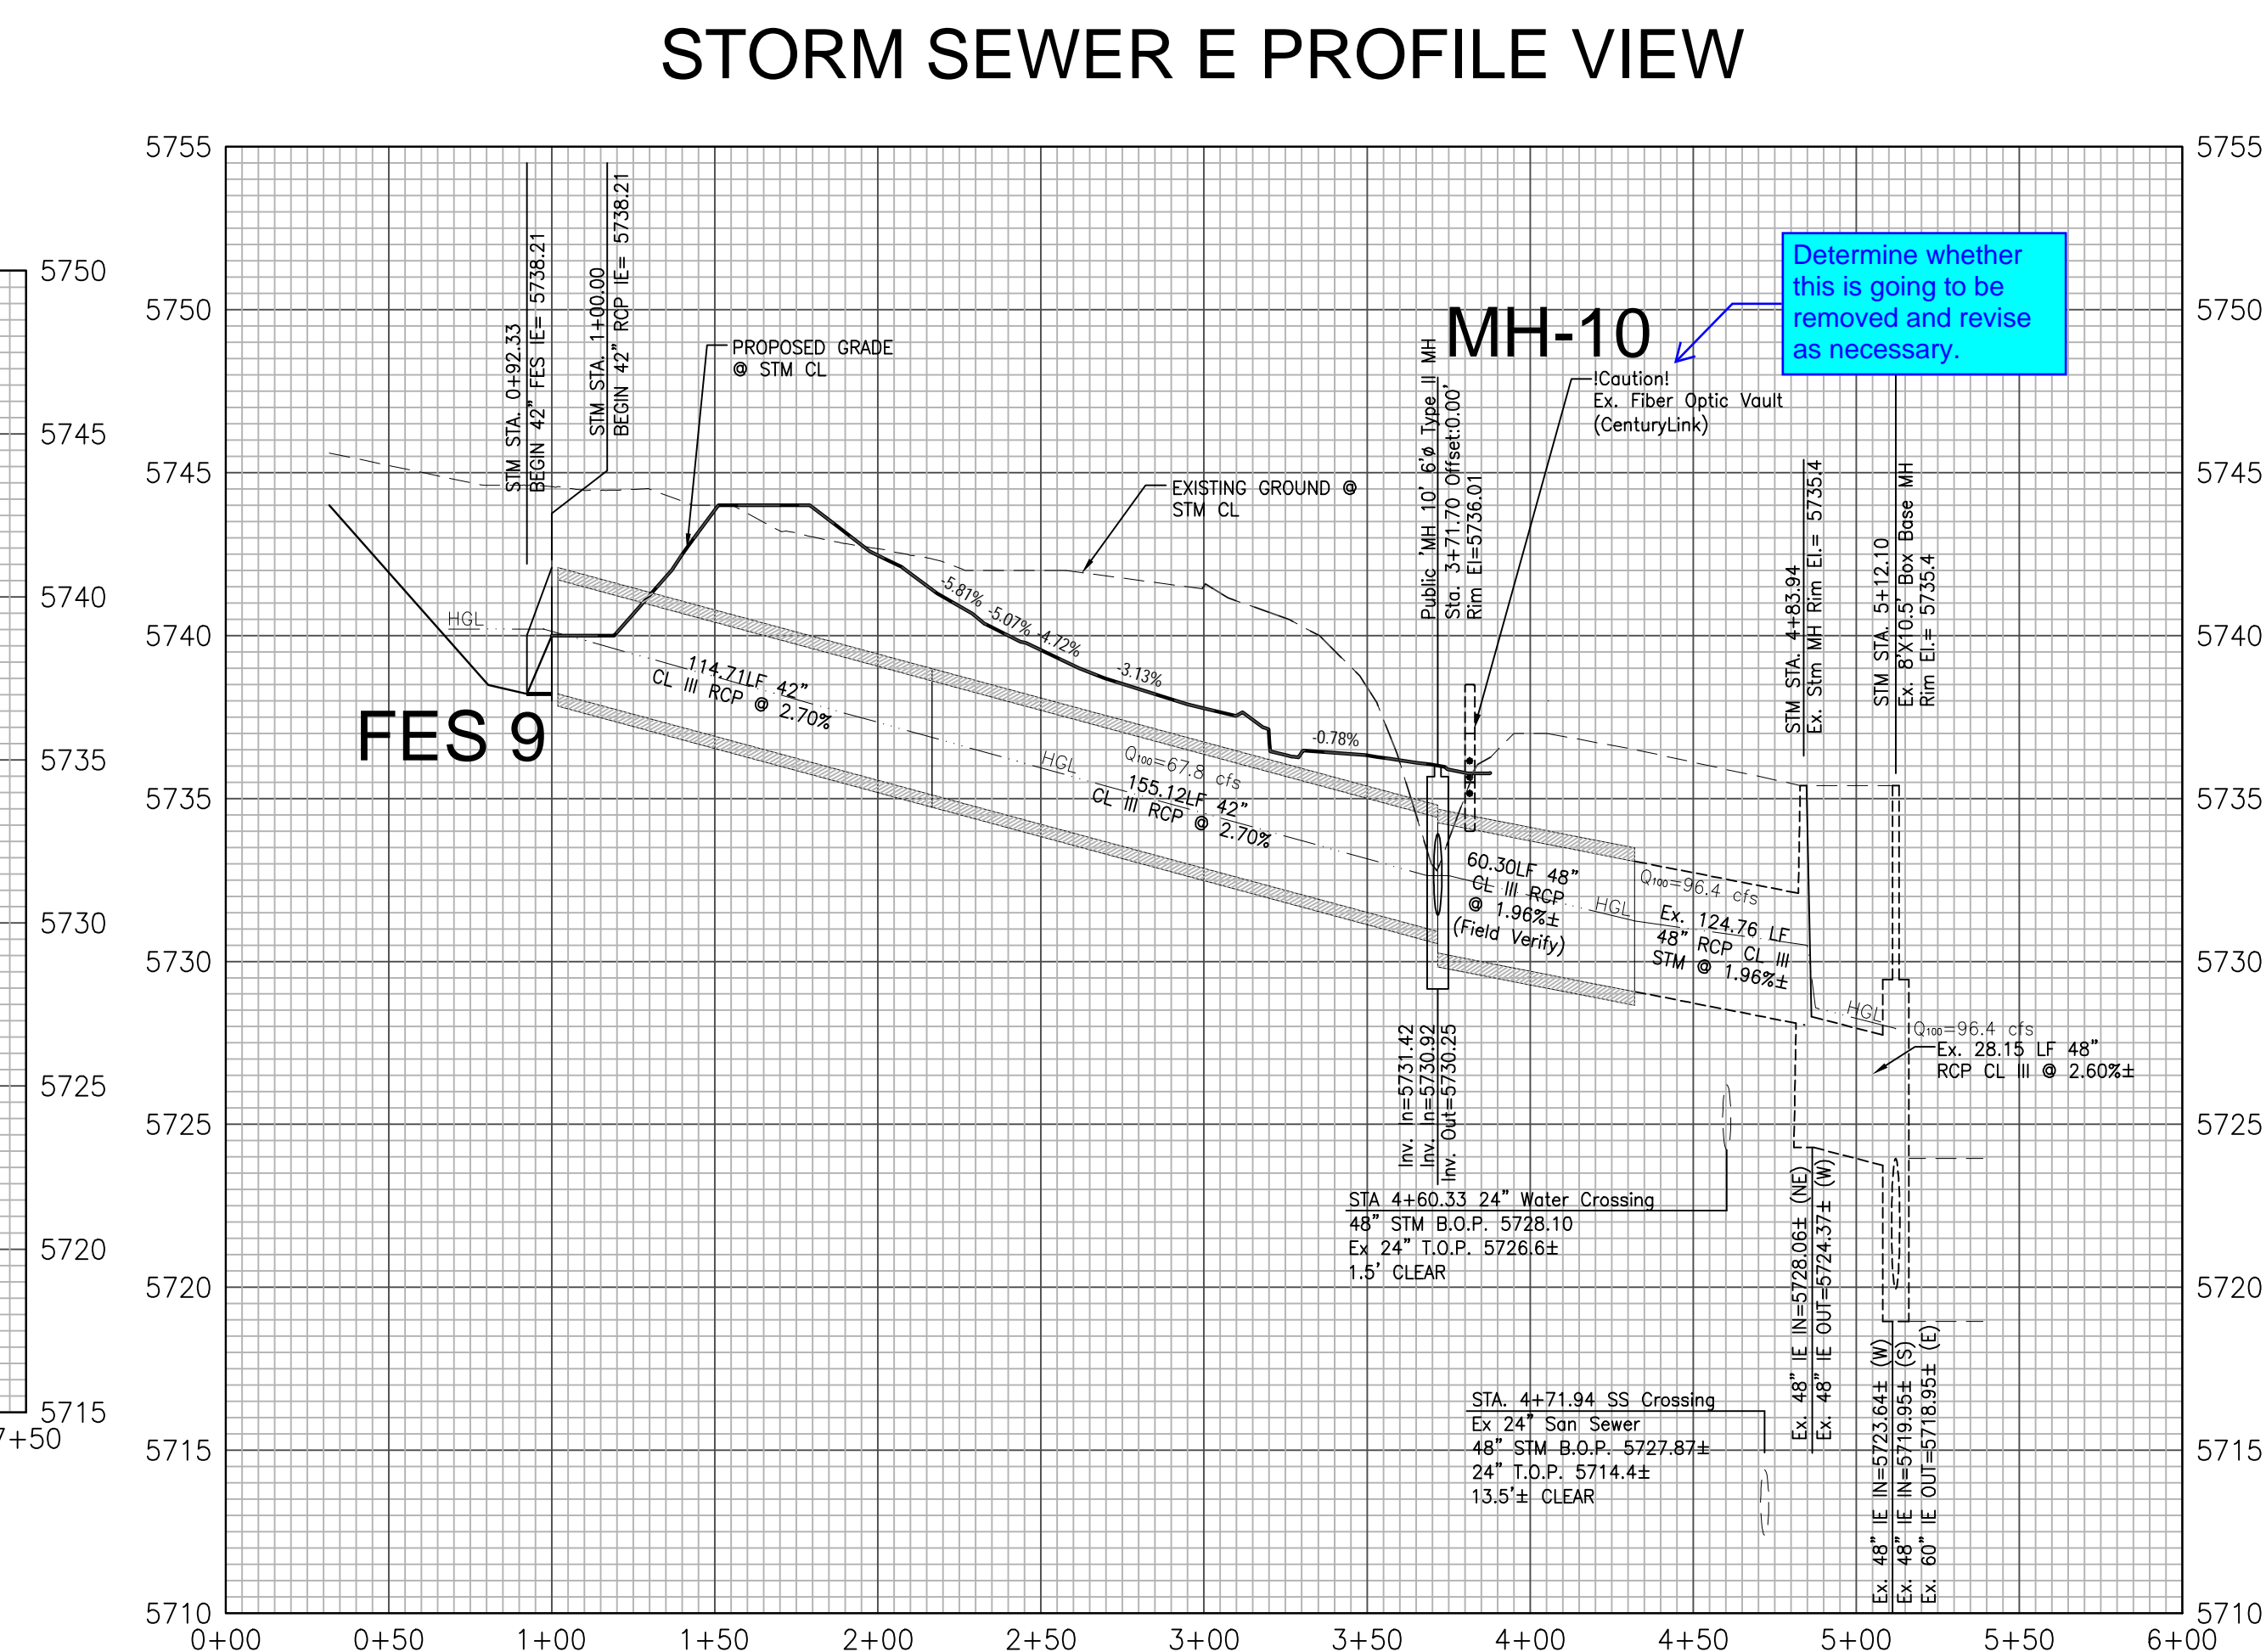 STORM SEWER E PROFILE VIEW
5750
5745
5740
5735
5730
5725
5720
5715
7+50
5755
5750
5745
5740
5735
5730
5725
5720
5715
5710
STM STA. 0+92.33
BEGIN 42" FES IE= 5738.21
STM STA. 1+00.00
BEGIN 42" RCP IE= 5738.21
PROPOSED GRADE
@ STM CL
EXISTING GROUND @
STM CL
MH-10
Public 'MH 10' 6'ø Type II MH
Sta. 3+71.70 Offset:0.00'
Rim El=5736.01
!Caution!
Ex. Fiber Optic Vault
(CenturyLink)
Determine whether
this is going to be
removed and revise
as necessary.
STM STA. 4+83.94
Ex. Stm MH Rim El.= 5735.4
STM STA. 5+12.10
Ex. 8'X10.5' Box Base MH
Rim El.= 5735.4
HGL
FES 9
-5.81%
-5.07%
-4.72%
-3.13%
-0.78%
114.71LF 42"
CL III RCP @ 2.70%
HGL
Q100=67.8 cfs
155.12LF 42"
CL III RCP @ 2.70%
60.30LF 48"
CL III RCP
@ 1.96%±
(Field Verify)
HGL
Q100=96.4 cfs
Ex. 124.76 LF
48" RCP CL III
STM @ 1.96%±
HGL
Q100=96.4 cfs
Ex. 28.15 LF 48"
RCP CL III @ 2.60%±
Inv. In=5731.42
Inv. In=5730.92
Inv. Out=5730.25
STA 4+60.33 24" Water Crossing
48" STM B.O.P. 5728.10
Ex 24" T.O.P. 5726.6±
1.5' CLEAR
Ex. 48" IE IN=5728.06± (NE)
Ex. 48" IE OUT=5724.37± (W)
STA. 4+71.94 SS Crossing
Ex 24" San Sewer
48" STM B.O.P. 5727.87±
24" T.O.P. 5714.4±
13.5'± CLEAR
Ex. 48" IE IN=5723.64± (W)
Ex. 48" IE IN=5719.95± (S)
Ex. 60" IE OUT=5718.95± (E)
5755
5750
5745
5740
5735
5730
5725
5720
5715
5710
0+00
0+50
1+00
1+50
2+00
2+50
3+00
3+50
4+00
4+50
5+00
5+50
6+00